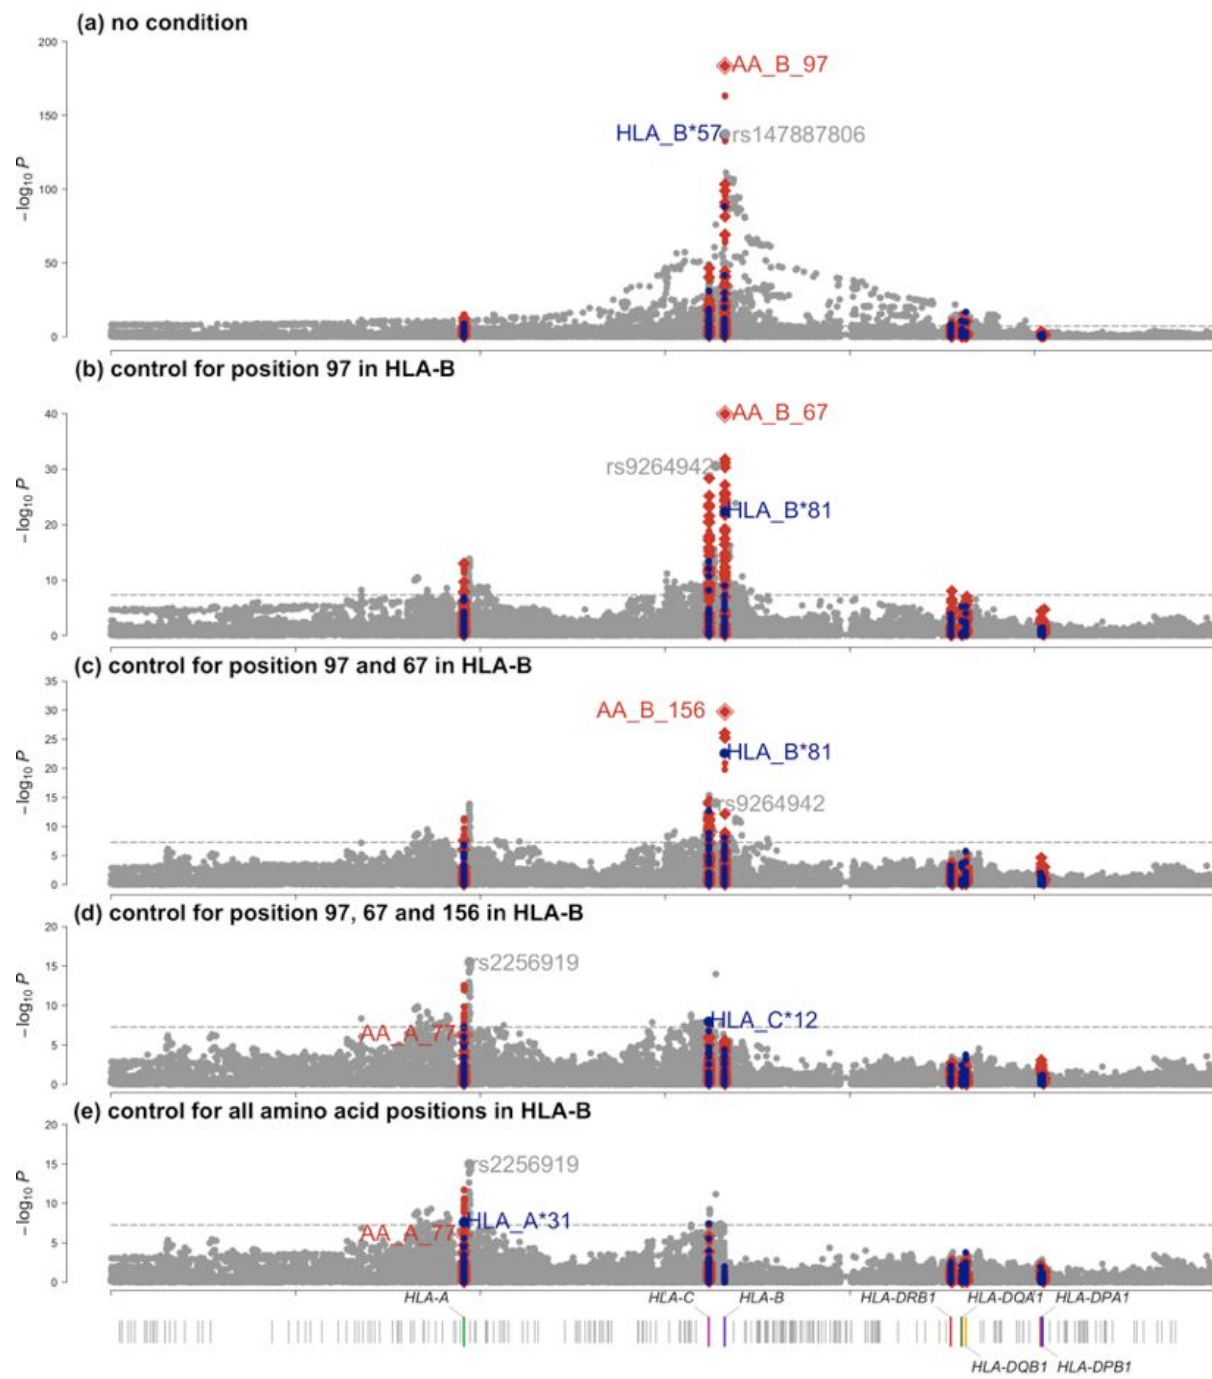 (a) no condition
200
AA_B_97
150
HLA_B*57 rs147887806
−log10 P
100
50
0
(b) control for position 97 in HLA-B
40
AA_B_67
30
rs9264942
−log10 P
HLA_B*81
20
10
0
(c) control for position 97 and 67 in HLA-B
35
30
AA_B_156
25
HLA_B*81
−log10 P
20
15
rs9264942
10
5
0
(d) control for position 97, 67 and 156 in HLA-B
20
rs2256919
15
−log10 P
10
HLA_C*12
AA_A_77
5
0
(e) control for all amino acid positions in HLA-B
20
15
rs2256919
−log10 P
10
HLA_A*31
AA_A_77
5
0
HLA-A HLA-C HLA-B HLA-DRB1 HLA-DQA1 HLA-DPA1
HLA-DQB1 HLA-DPB1